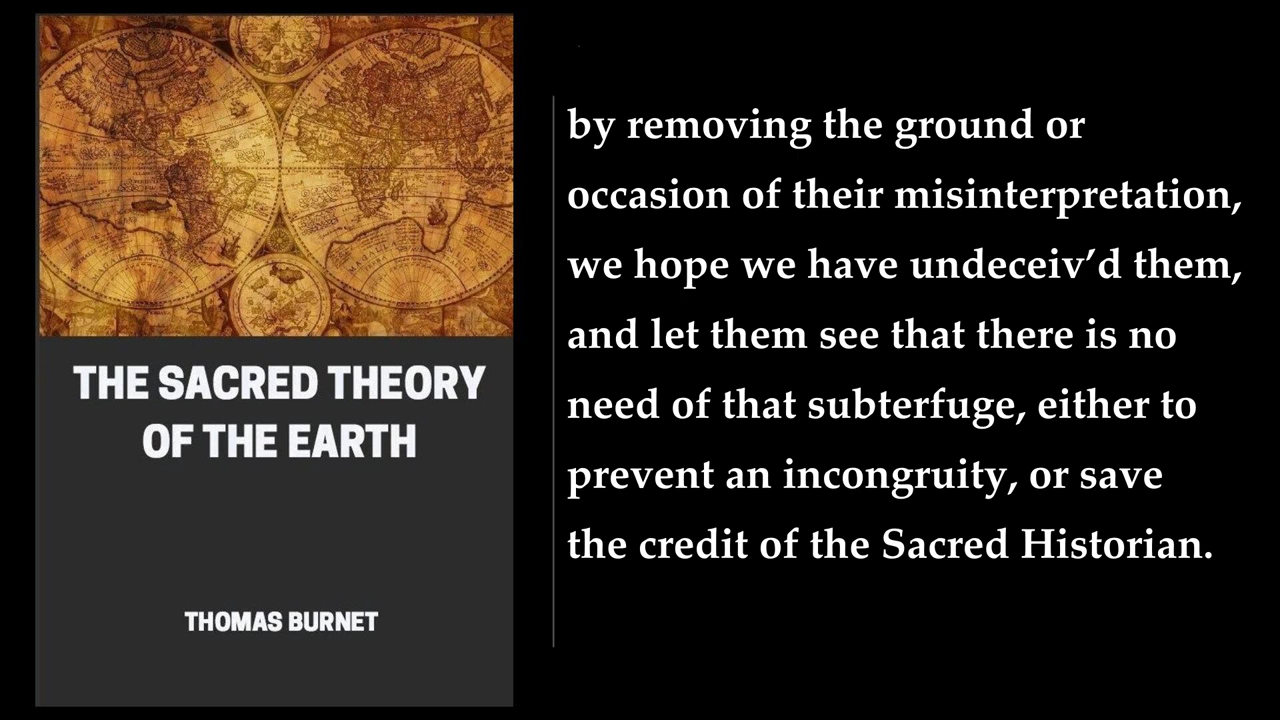 THE SACRED THEORY
OF THE EARTH
THOMAS BURNET
by removing the ground or
occasion of their misinterpretation,
we hope we have undeceiv’d them,
and let them see that there is no
need of that subterfuge, either to
prevent an incongruity, or save
the credit of the Sacred Historian.